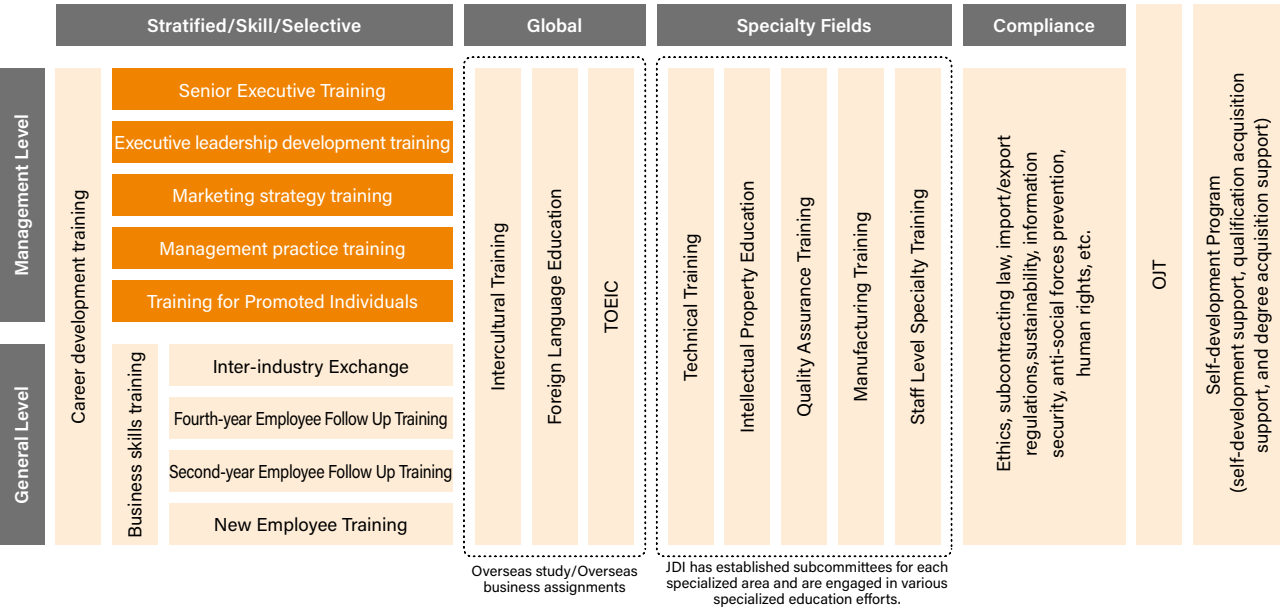 Stratified/Skill/Selective
Global
Specialty Fields
Compliance
Management Level
General Level
Career development training
Senior Executive Training
Executive leadership development training
Marketing strategy training
Management practice training
Training for Promoted Individuals
Business skills training
Inter-industry Exchange
Fourth-year Employee Follow Up Training
Second-year Employee Follow Up Training
New Employee Training
Intercultural Training
Foreign Language Education
TOEIC
Overseas study/Overseas
business assignments
Technical Training
Intellectual Property Education
Quality Assurance Training
Manufacturing Training
Staff Level Specialty Training
JDI has established subcommittees for each
specialized area and are engaged in various
specialized education efforts.
Ethics, subcontracting law, import/export
regulations,sustainability, information
security, anti-social forces prevention,
human rights, etc.
OJT
Self-development Program
(self-development support, qualification acquisition
support, and degree acquisition support)